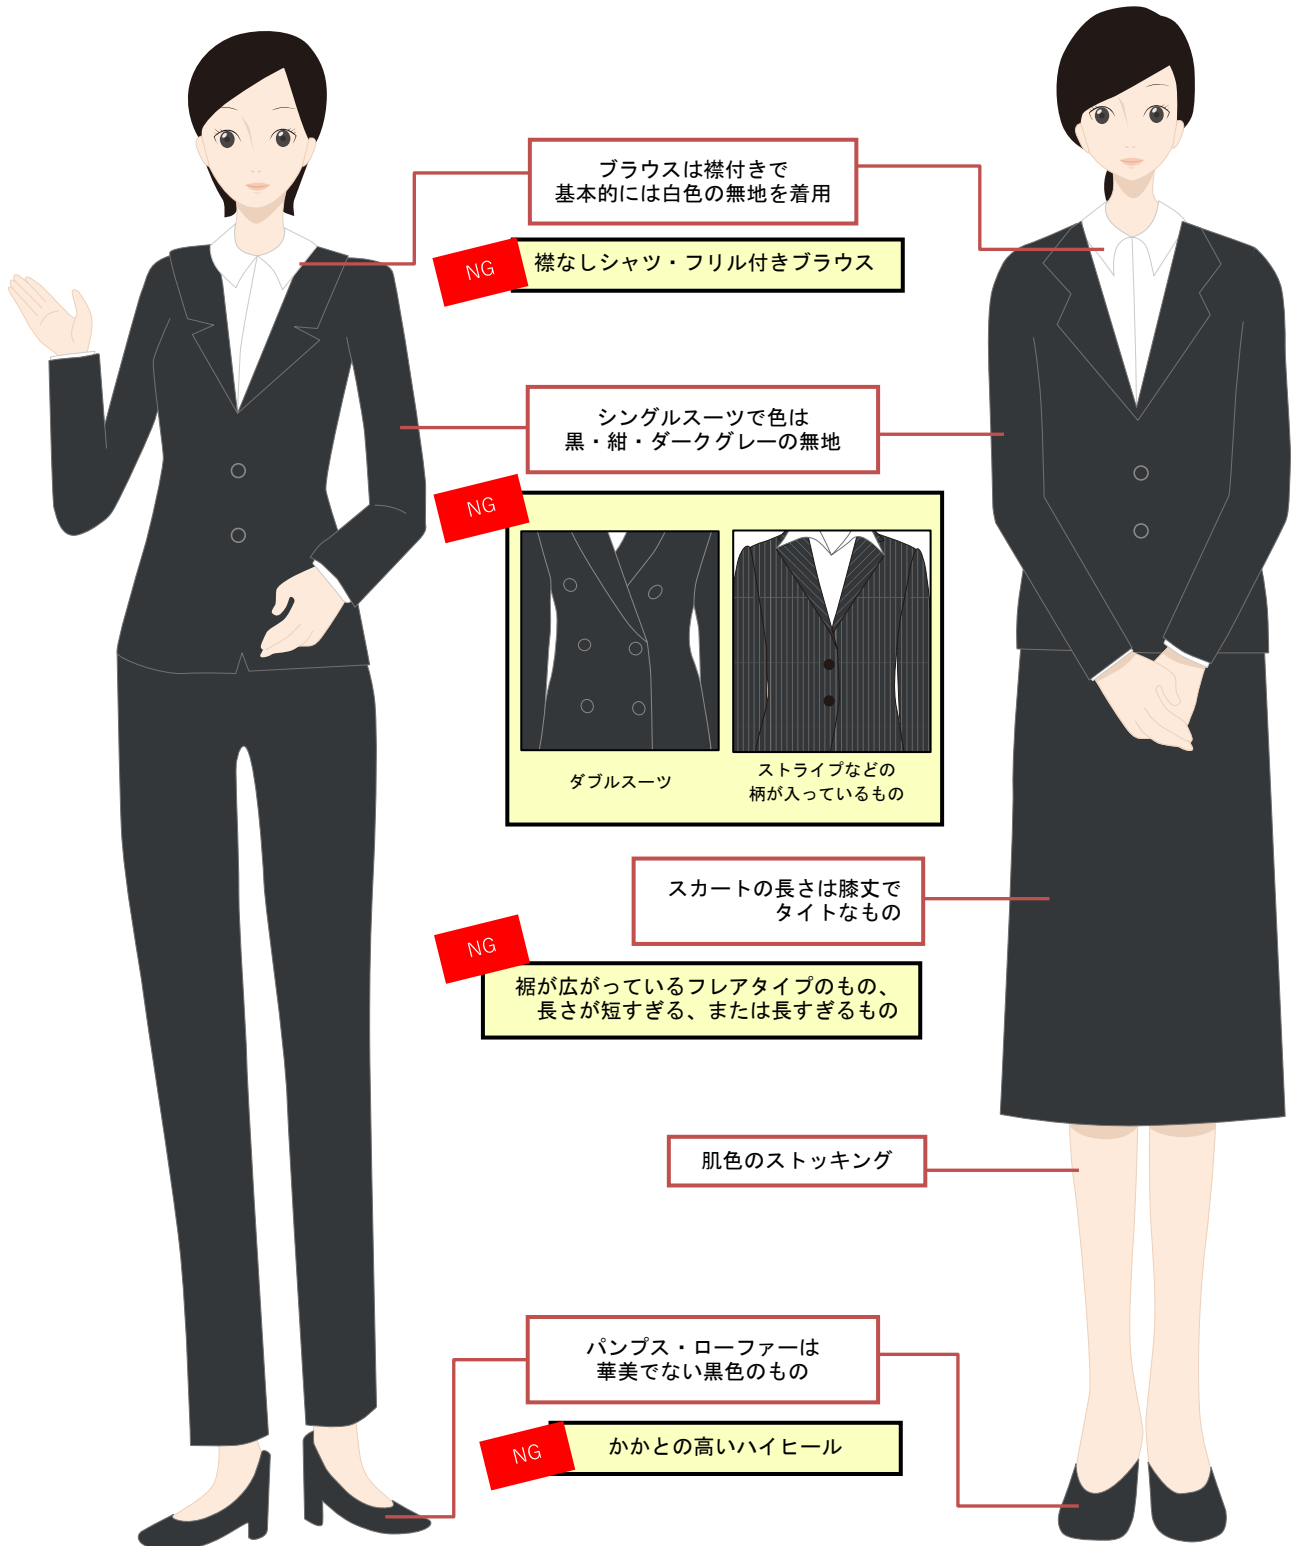 ブラウスは襟付きで
基本的には白色の無地を着用
NG
襟なしシャツ・フリル付きブラウス
シングルスーツで色は
黒・紺・ダークグレーの無地
NG
ダブルスーツ
ストライプなどの
柄が入っているもの
スカートの長さは膝丈で
タイトなもの
NG
裾が広がっているフレアタイプのもの、
長さが短すぎる、または長すぎるもの
肌色のストッキング
パンプス・ローファーは
華美でない黒色のもの
NG
かかとの高いハイヒール